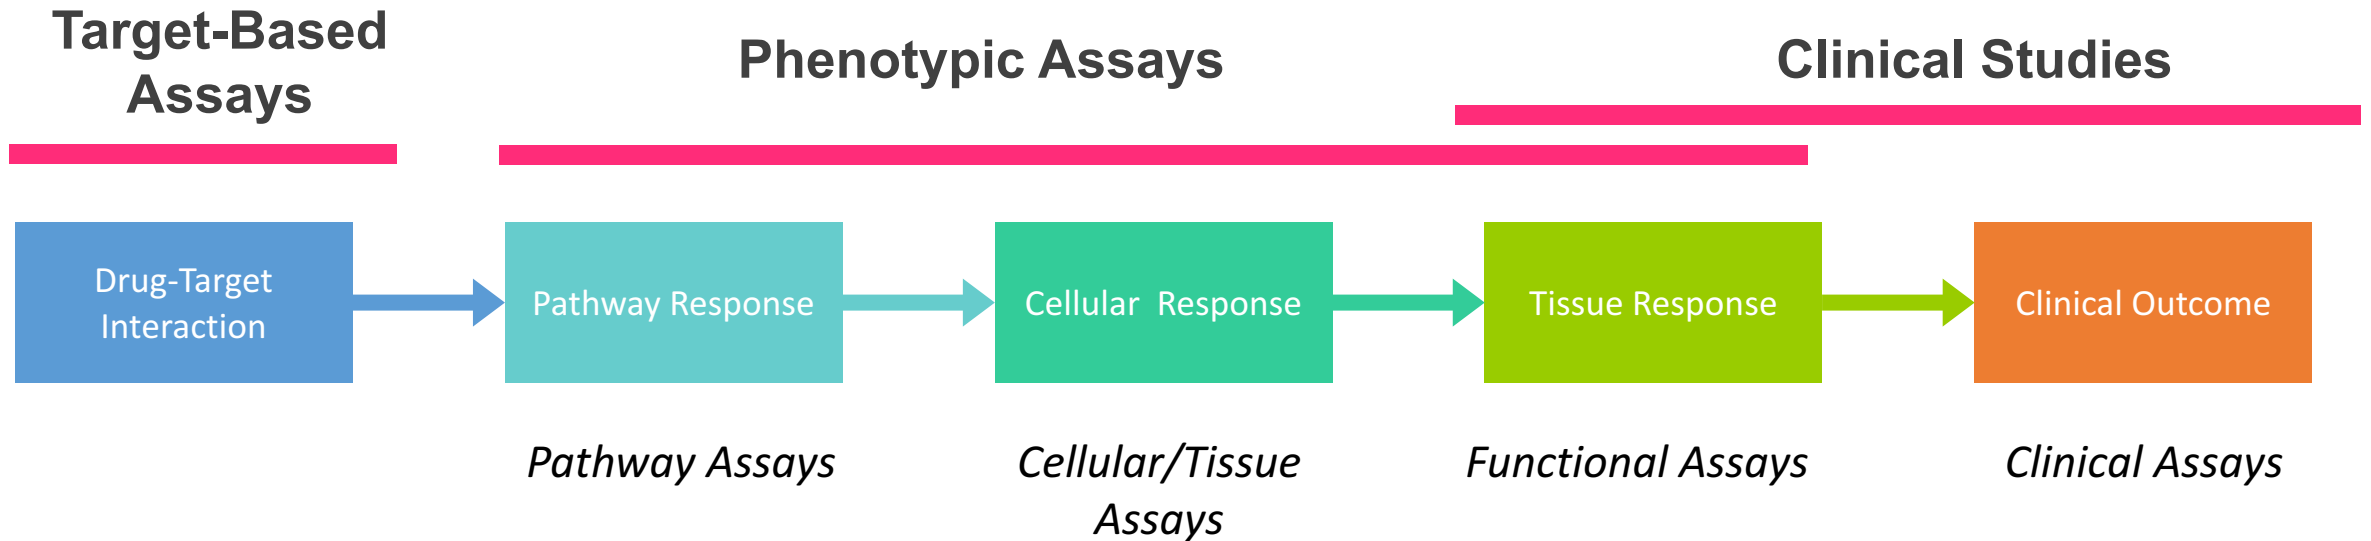 Target-Based
Assays
Phenotypic Assays
Clinical Studies
Drug-Target
Interaction
Pathway Response
Cellular  Response
Tissue Response
Clinical Outcome
Pathway Assays
Cellular/Tissue
Assays
Functional Assays
Clinical Assays